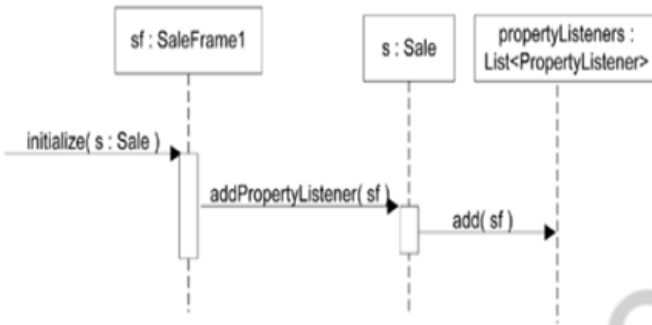 sf : SaleFrame1
s : Sale
propertyListeners :
List<PropertyListener>
initialize( s : Sale )
addPropertyListener( sf )
add( sf )